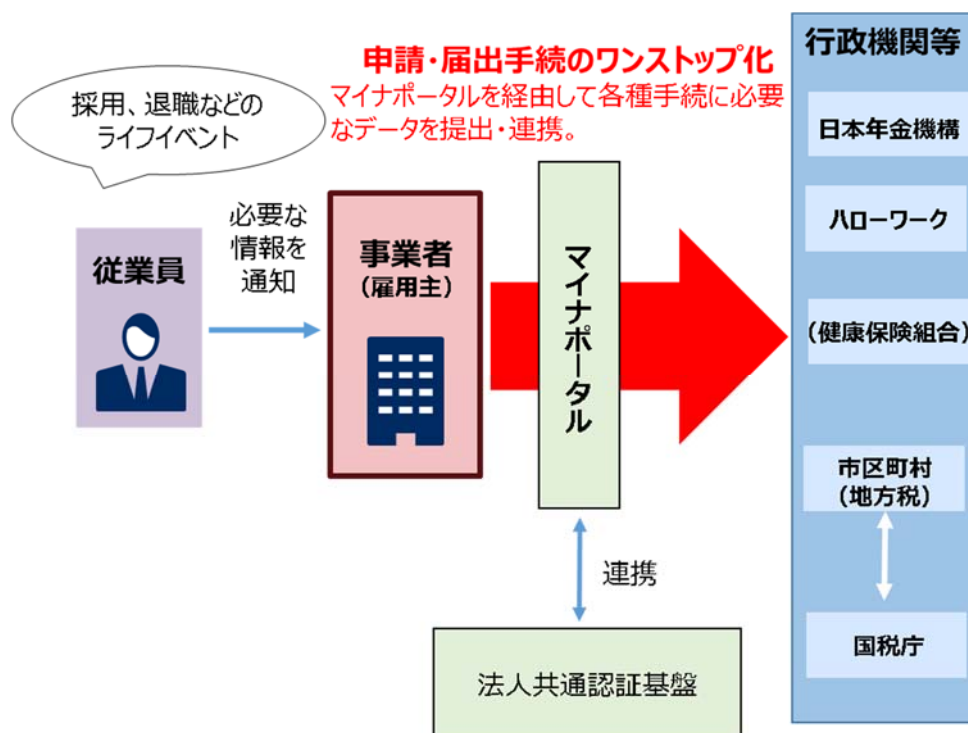 申請・届出手続のワンストップ化
マイナポータルを経由して各種手続に必要
なデータを提出・連携。
採用、退職などの
ライフイベント
従業員
必要な
情報を
通知
事業者
（雇用主）
マイナポータル
連携
法人共通認証基盤
行政機関等
日本年金機構
ハローワーク
（健康保険組合）
市区町村
（地方税）
国税庁